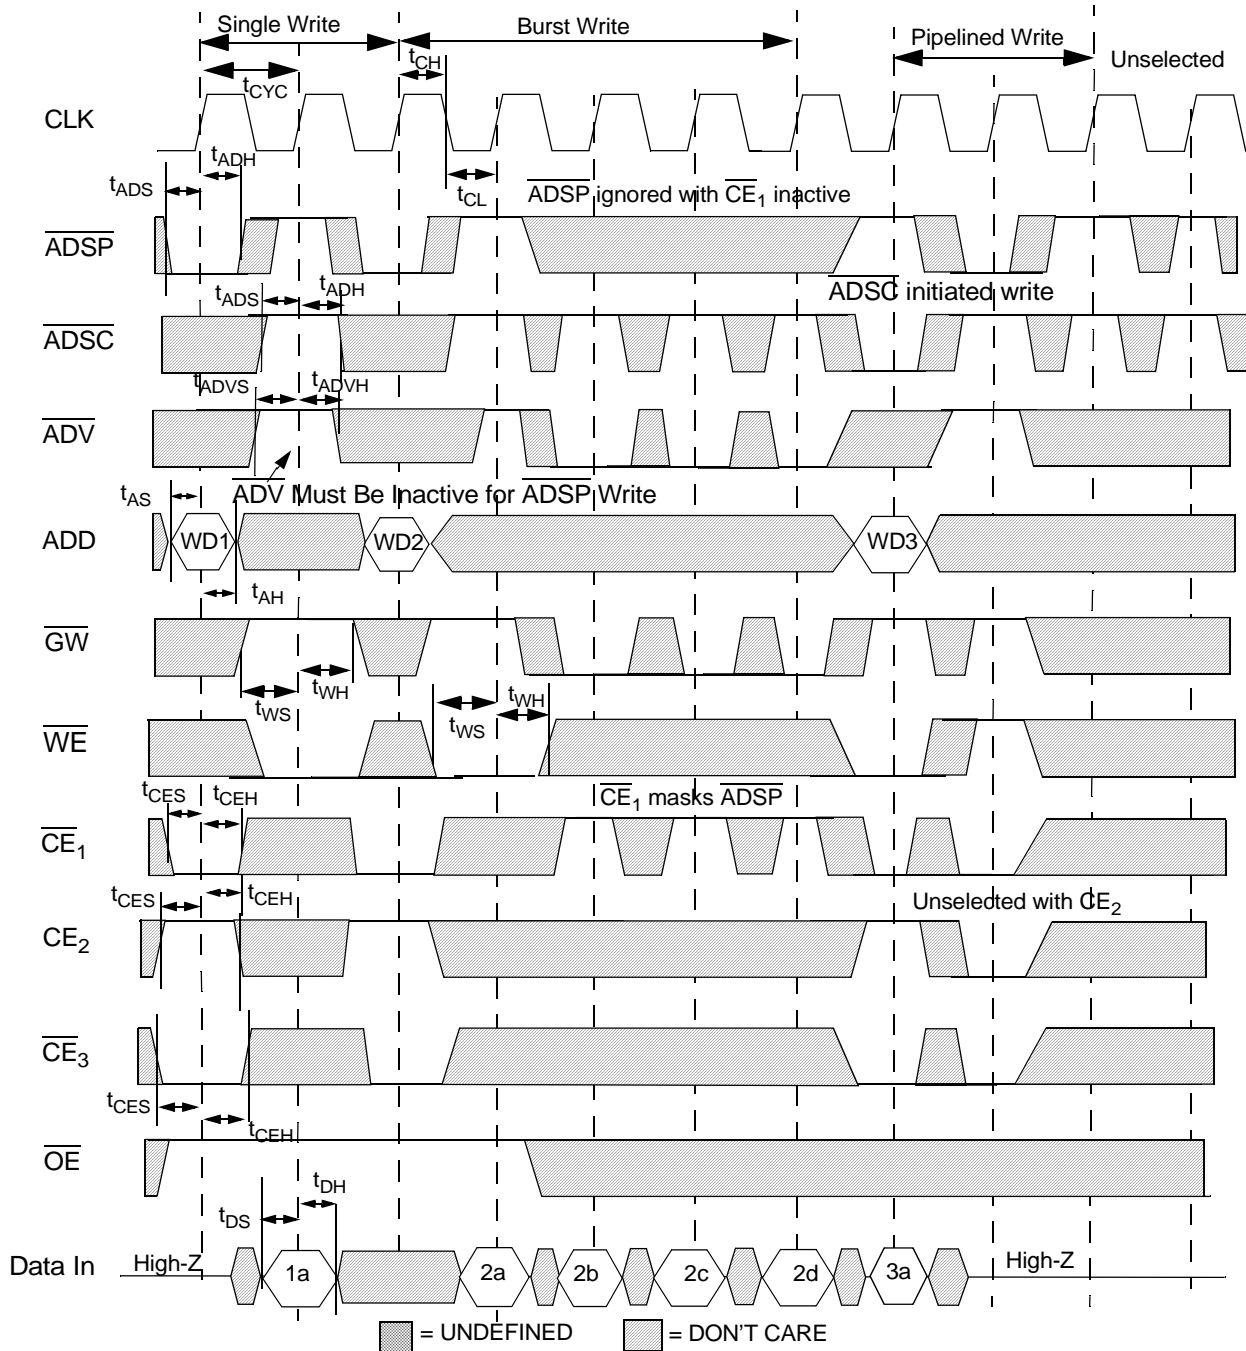 Single Write
Burst Write
Pipelined Write
Unselected
tCH
tCYC
CLK
tADH
tADS
tCL
ADSP ignored with CE1 inactive
ADSP
tADS
tADH
ADSC initiated write
ADSC
tADVS
tADVH
ADV
ADV Must Be Inactive for ADSP Write
tAS
ADD
WD1
WD2
WD3
tAH
GW
tWS
tWH
tWS
tWH
WE
tCES
tCEH
CE1 masks ADSP
CE1
tCES
tCEH
Unselected with CE2
CE2
CE3
tCES
tCEH
OE
tDH
tDS
Data In
High-Z
1a
2a
2b
2c
2d
3a
High-Z
= UNDEFINED
= DON'T CARE